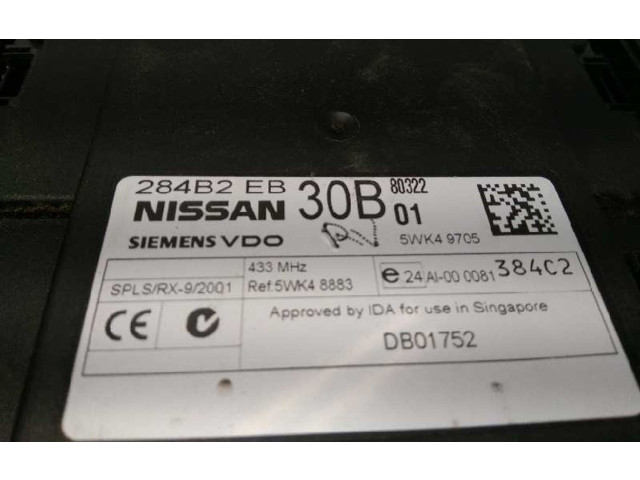 284B2 EB 30B 80322
NISSAN 01
SIEMENS VDO 5WK4 9705
433 MHz e 24 AI-00 0081 384C2
SPLS/RX-9/2001 Ref.5WK4 8883
CE Approved by IDA for use in Singapore
DB01752